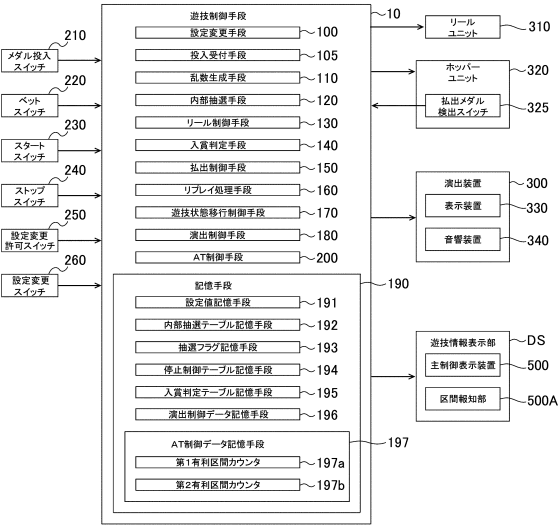 210
メダル投入
スイッチ
220
ベット
スイッチ
230
スタート
スイッチ
240
ストップ
スイッチ
250
設定変更
許可スイッチ
260
設定変更
スイッチ
遊技制御手段
10
設定変更手段
100
投入受付手段
105
乱数生成手段
110
内部抽選手段
120
リール制御手段
130
入賞判定手段
140
払出制御手段
150
リプレイ処理手段
160
遊技状態移行制御手段
170
演出制御手段
180
AT制御手段
200
記憶手段
190
設定値記憶手段
191
内部抽選テーブル記憶手段
192
抽選フラグ記憶手段
193
停止制御テーブル記憶手段
194
入賞判定テーブル記憶手段
195
演出制御データ記憶手段
196
AT制御データ記憶手段
197
第1有利区間カウンタ
197a
第2有利区間カウンタ
197b
リール
ユニット
310
ホッパー
ユニット
320
払出メダル
検出スイッチ
325
演出装置
300
表示装置
330
音響装置
340
遊技情報表示部
DS
主制御表示装置
500
区間報知部
500A